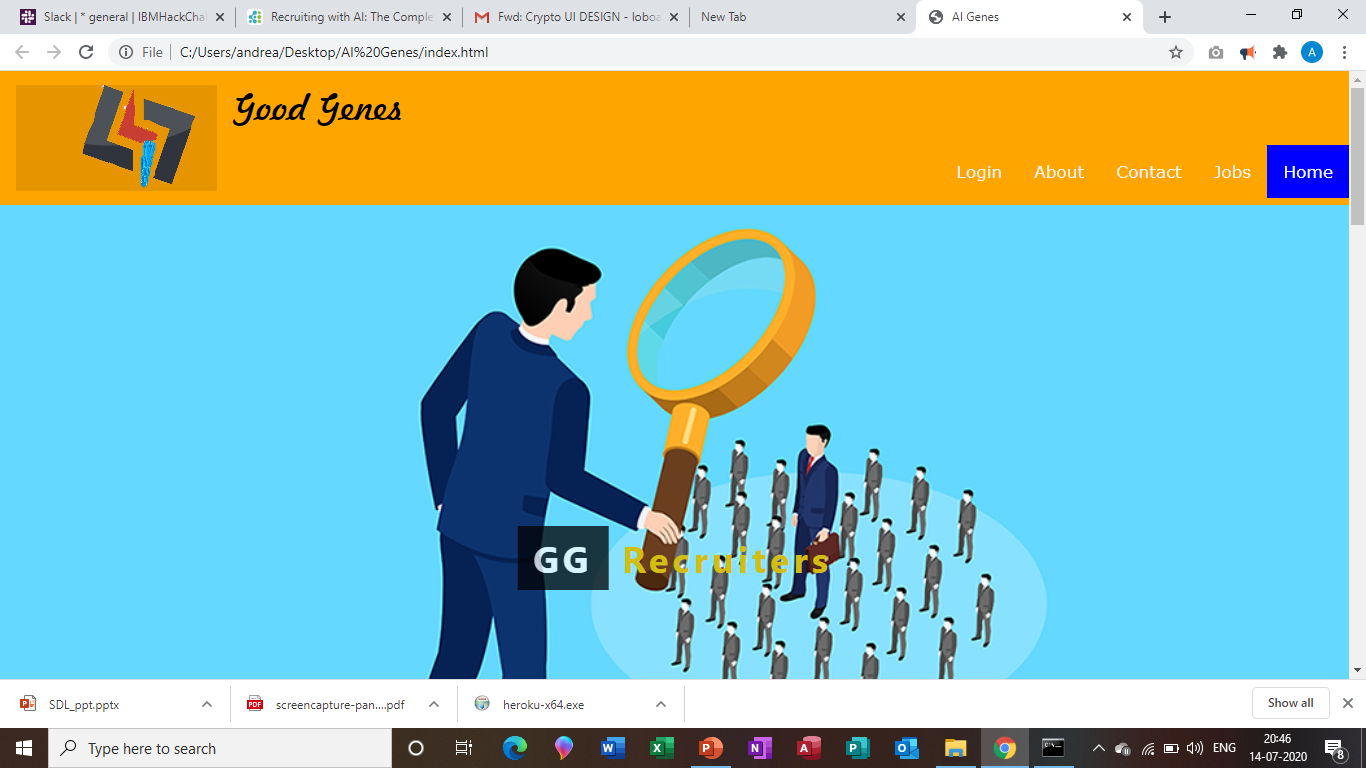 Slack | * general | IBMHackCha
Recruiting with AI: The Comple
Fwd: Crypto UI DESIGN - loboa
New Tab
AI Genes
File
C:/Users/andrea/Desktop/AI%20Genes/index.html
A
Good Genes
Login About Contact Jobs Home
GG Recruiters
SDL_ppt.pptx
PDF screencapture-pan....pdf
heroku-x64.exe
Show all
Type here to search
W X P N A P O
ENG
20:46
14-07-2020
8